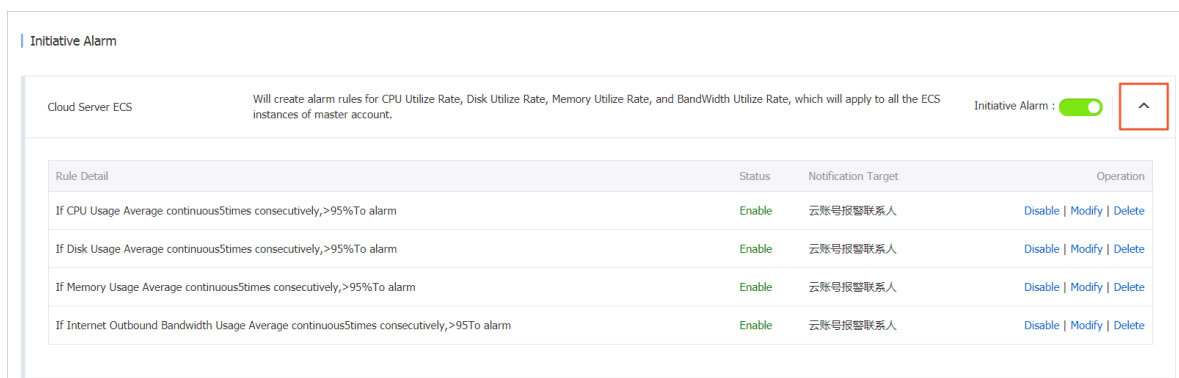 Initiative Alarm
Cloud Server ECS
Will create alarm rules for CPU Utilize Rate, Disk Utilize Rate, Memory Utilize Rate, and BandWidth Utilize Rate, which will apply to all the ECS
instances of master account.
Initiative Alarm :
Rule Detail Status Notification Target Operation
If CPU Usage Average continuous5times consecutively,>95%To alarm Enable 云账号报警联系人 Disable | Modify | Delete
If Disk Usage Average continuous5times consecutively,>95%To alarm Enable 云账号报警联系人 Disable | Modify | Delete
If Memory Usage Average continuous5times consecutively,>95%To alarm Enable 云账号报警联系人 Disable | Modify | Delete
If Internet Outbound Bandwidth Usage Average continuous5times consecutively,>95To alarm Enable 云账号报警联系人 Disable | Modify | Delete